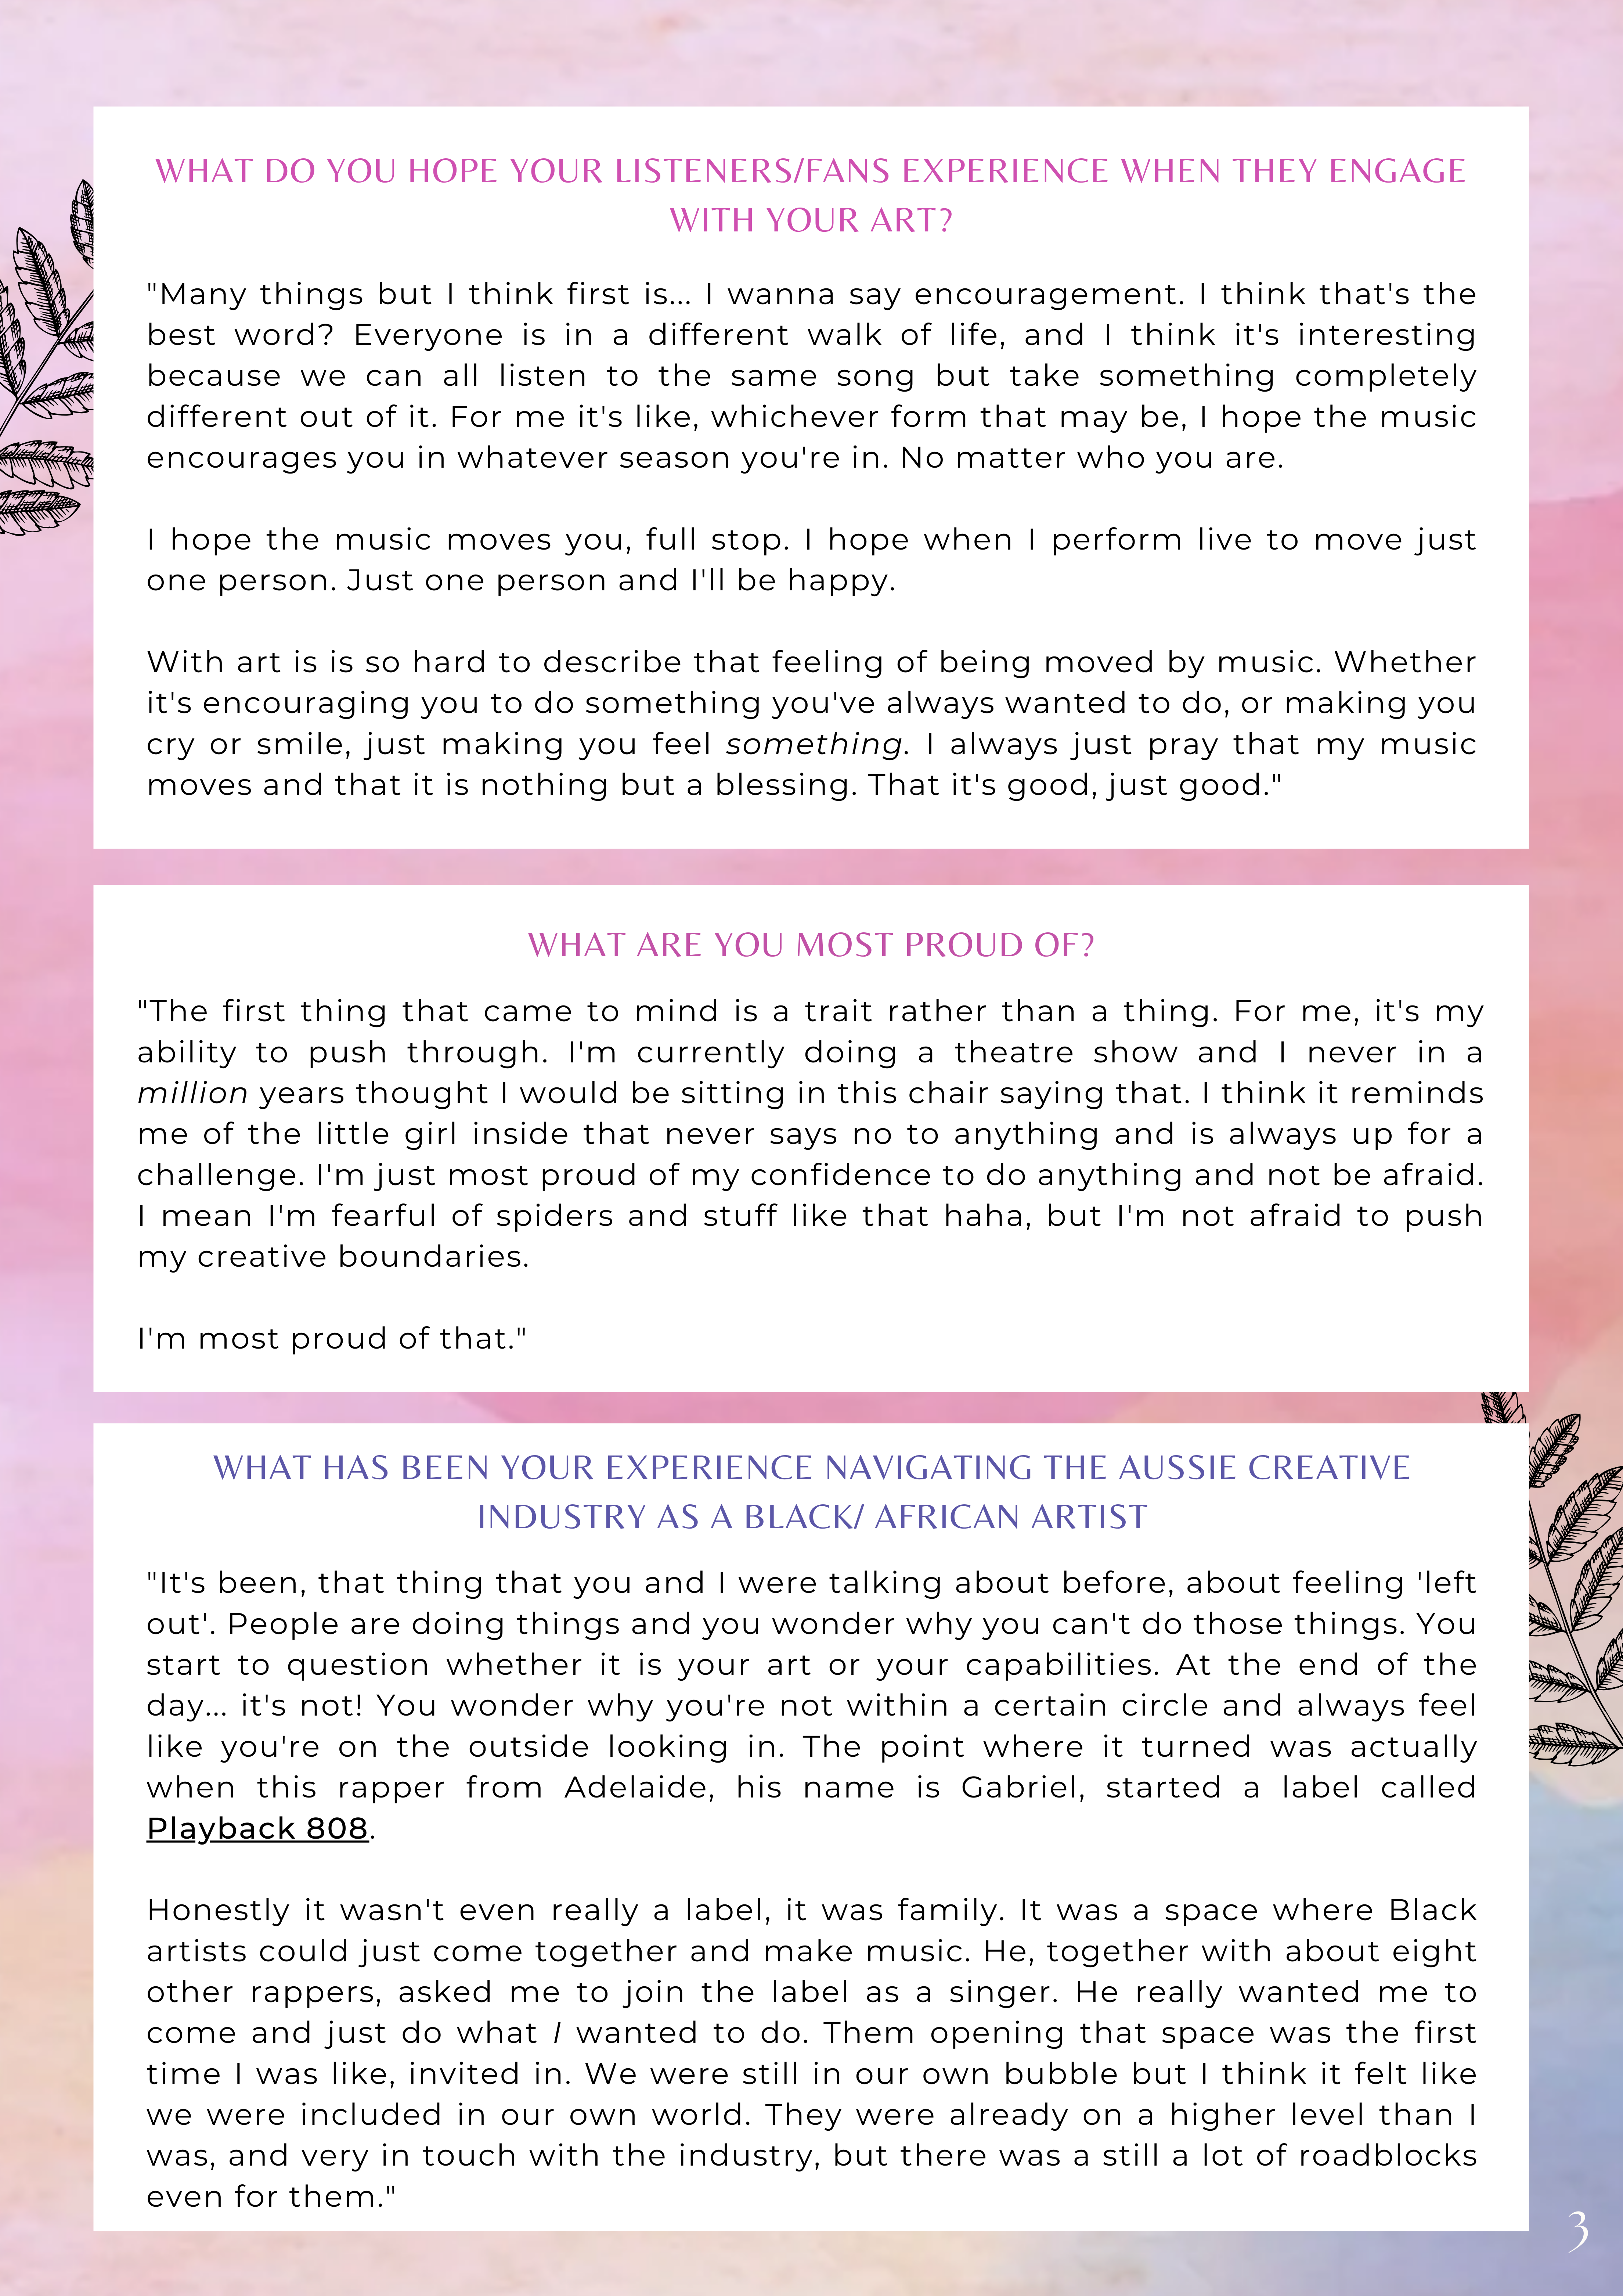 WHAT DO YOU HOPE YOUR LISTENERS/FANS EXPERIENCE WHEN THEY ENGAGE
WITH YOUR ART?
"Many things but I think first is... I wanna say encouragement. I think that's the
best word? Everyone is in a different walk of life, and I think it's interesting
because we can all listen to the same song but take something completely
different out of it. For me it's like, whichever form that may be, I hope the music
encourages you in whatever season you're in. No matter who you are.
I hope the music moves you, full stop. I hope when I perform live to move just
one person. Just one person and I'll be happy.
With art is is so hard to describe that feeling of being moved by music. Whether
it's encouraging you to do something you've always wanted to do, or making you
cry or smile, just making you feel something. I always just pray that my music
moves and that it is nothing but a blessing. That it's good, just good."
WHAT ARE YOU MOST PROUD OF?
"The first thing that came to mind is a trait rather than a thing. For me, it's my
ability to push through. I'm currently doing a theatre show and I never in a
million years thought I would be sitting in this chair saying that. I think it reminds
me of the little girl inside that never says no to anything and is always up for a
challenge. I'm just most proud of my confidence to do anything and not be afraid.
I mean I'm fearful of spiders and stuff like that haha, but I'm not afraid to push
my creative boundaries.
I'm most proud of that."
WHAT HAS BEEN YOUR EXPERIENCE NAVIGATING THE AUSSIE CREATIVE
INDUSTRY AS A BLACK/ AFRICAN ARTIST
"It's been, that thing that you and I were talking about before, about feeling 'left
out'. People are doing things and you wonder why you can't do those things. You
start to question whether it is your art or your capabilities. At the end of the
day... it's not! You wonder why you're not within a certain circle and always feel
like you're on the outside looking in. The point where it turned was actually
when this rapper from Adelaide, his name is Gabriel, started a label called
Playback 808.
Honestly it wasn't even really a label, it was family. It was a space where Black
artists could just come together and make music. He, together with about eight
other rappers, asked me to join the label as a singer. He really wanted me to
come and just do what I wanted to do. Them opening that space was the first
time I was like, invited in. We were still in our own bubble but I think it felt like
we were included in our own world. They were already on a higher level than I
was, and very in touch with the industry, but there was a still a lot of roadblocks
even for them."
3